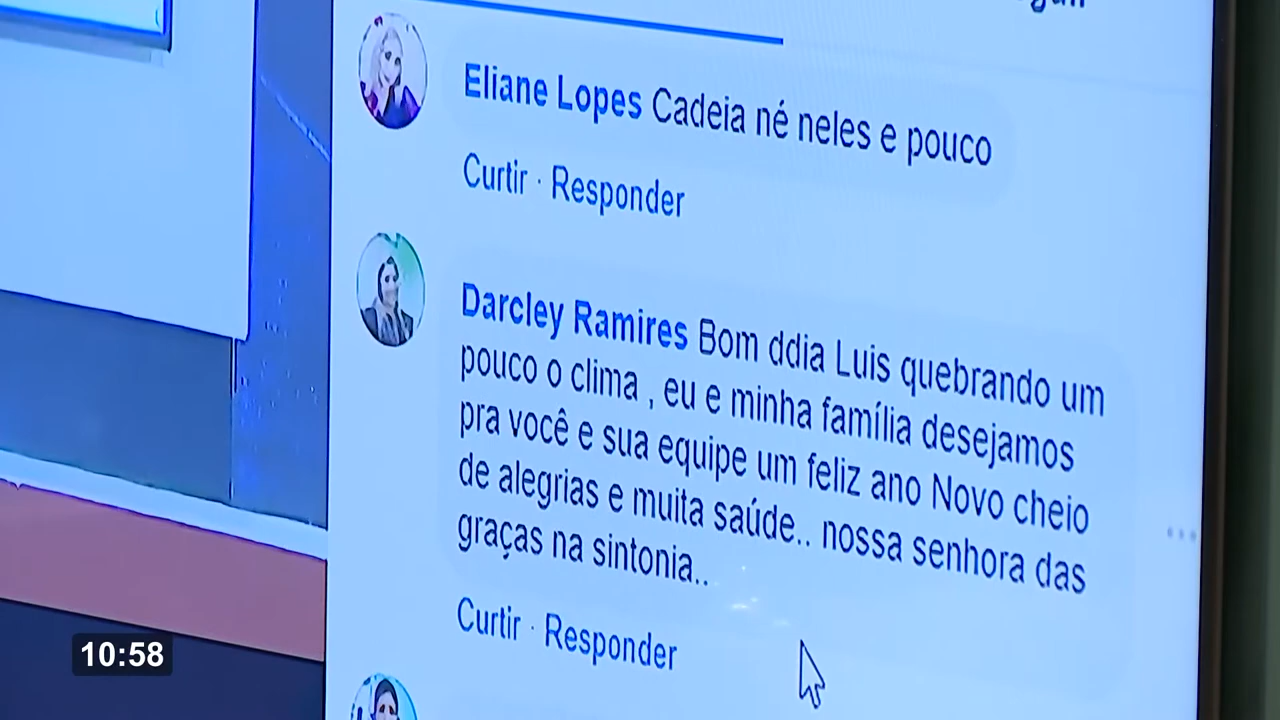 Eliane Lopes Cadeia né neles e pouco
Curtir · Responder
Darcley Ramires Bom ddia Luis quebrando um
pouco o clima , eu e minha família desejamos
pra você e sua equipe um feliz ano Novo cheio
de alegrias e muita saúde.. nossa senhora das
graças na sintonia..
Curtir · Responder
10:58